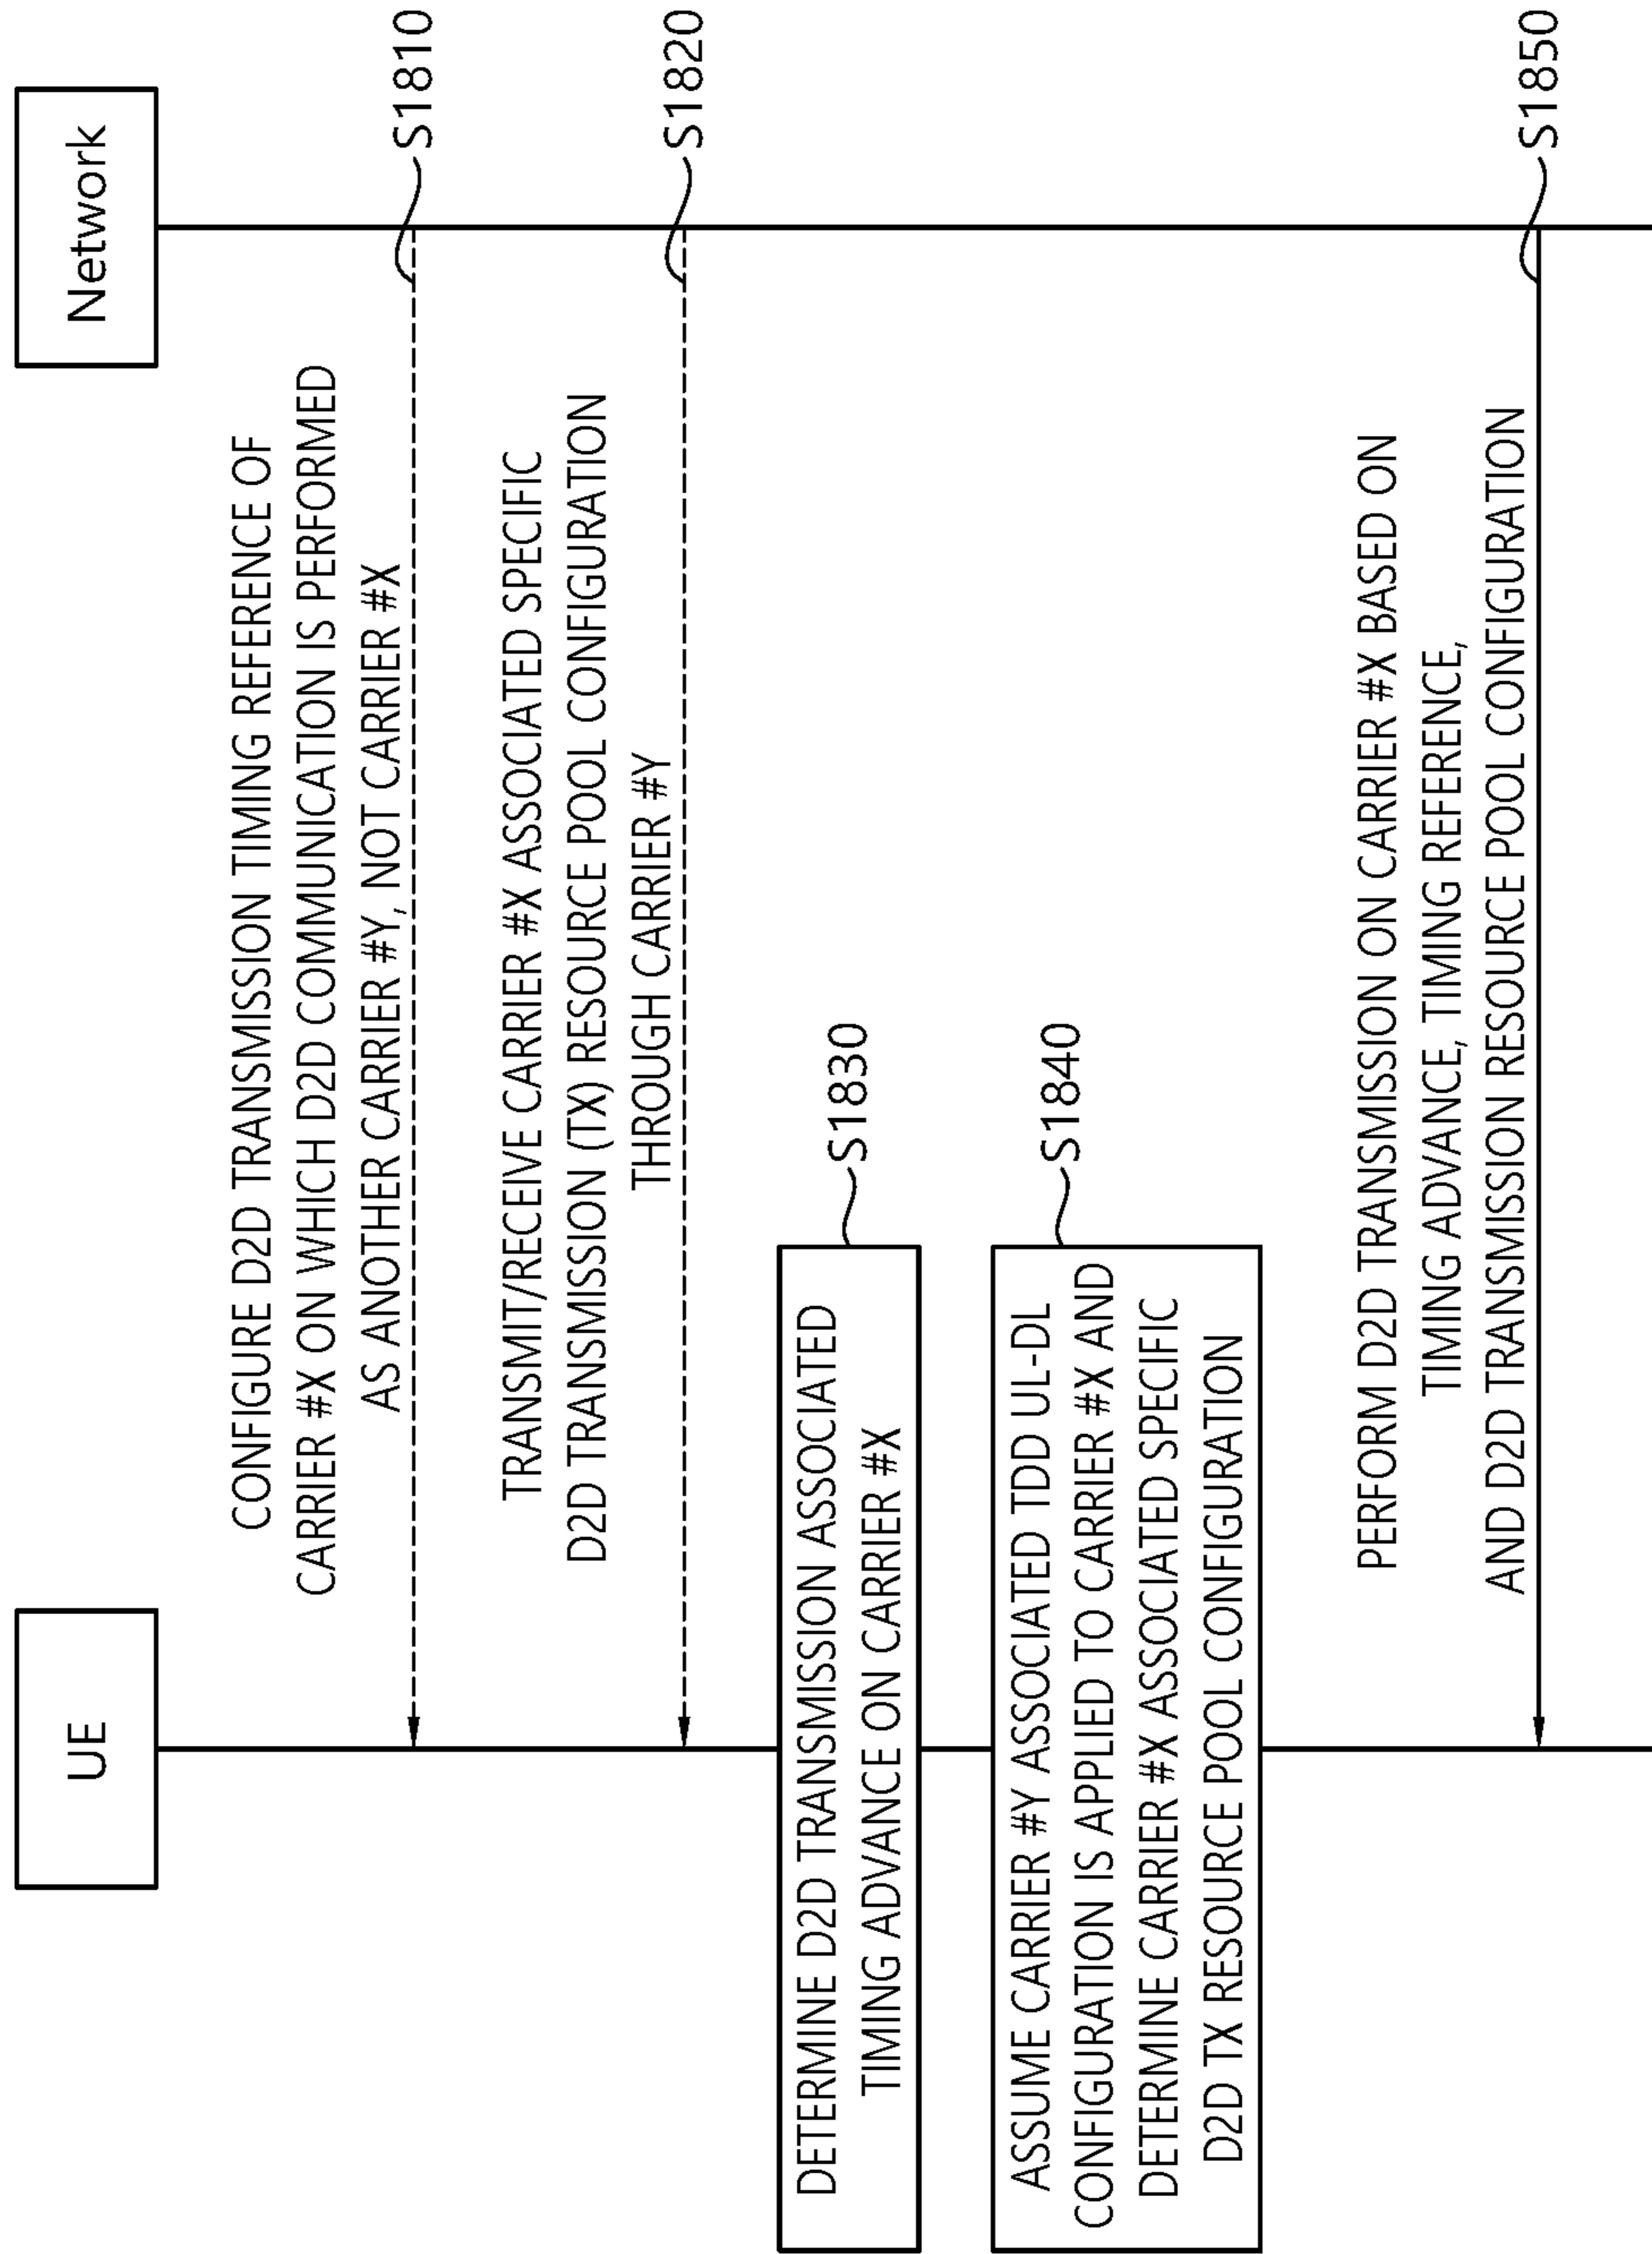 UE
Network
CONFIGURE D2D TRANSMISSION TIMING REFERENCE OF
CARRIER #X ON WHICH D2D COMMUNICATION IS PERFORMED
AS ANOTHER CARRIER #Y, NOT CARRIER #X
S1810
TRANSMIT/RECEIVE CARRIER #X ASSOCIATED SPECIFIC
D2D TRANSMISSION (TX) RESOURCE POOL CONFIGURATION
THROUGH CARRIER #Y
S1820
DETERMINE D2D TRANSMISSION ASSOCIATED
TIMING ADVANCE ON CARRIER #X
S1830
ASSUME CARRIER #Y ASSOCIATED TDD UL-DL
CONFIGURATION IS APPLIED TO CARRIER #X AND
DETERMINE CARRIER #X ASSOCIATED SPECIFIC
D2D TX RESOURCE POOL CONFIGURATION
S1840
PERFORM D2D TRANSMISSION ON CARRIER #X BASED ON
TIMING ADVANCE, TIMING REFERENCE,
AND D2D TRANSMISSION RESOURCE POOL CONFIGURATION
S1850